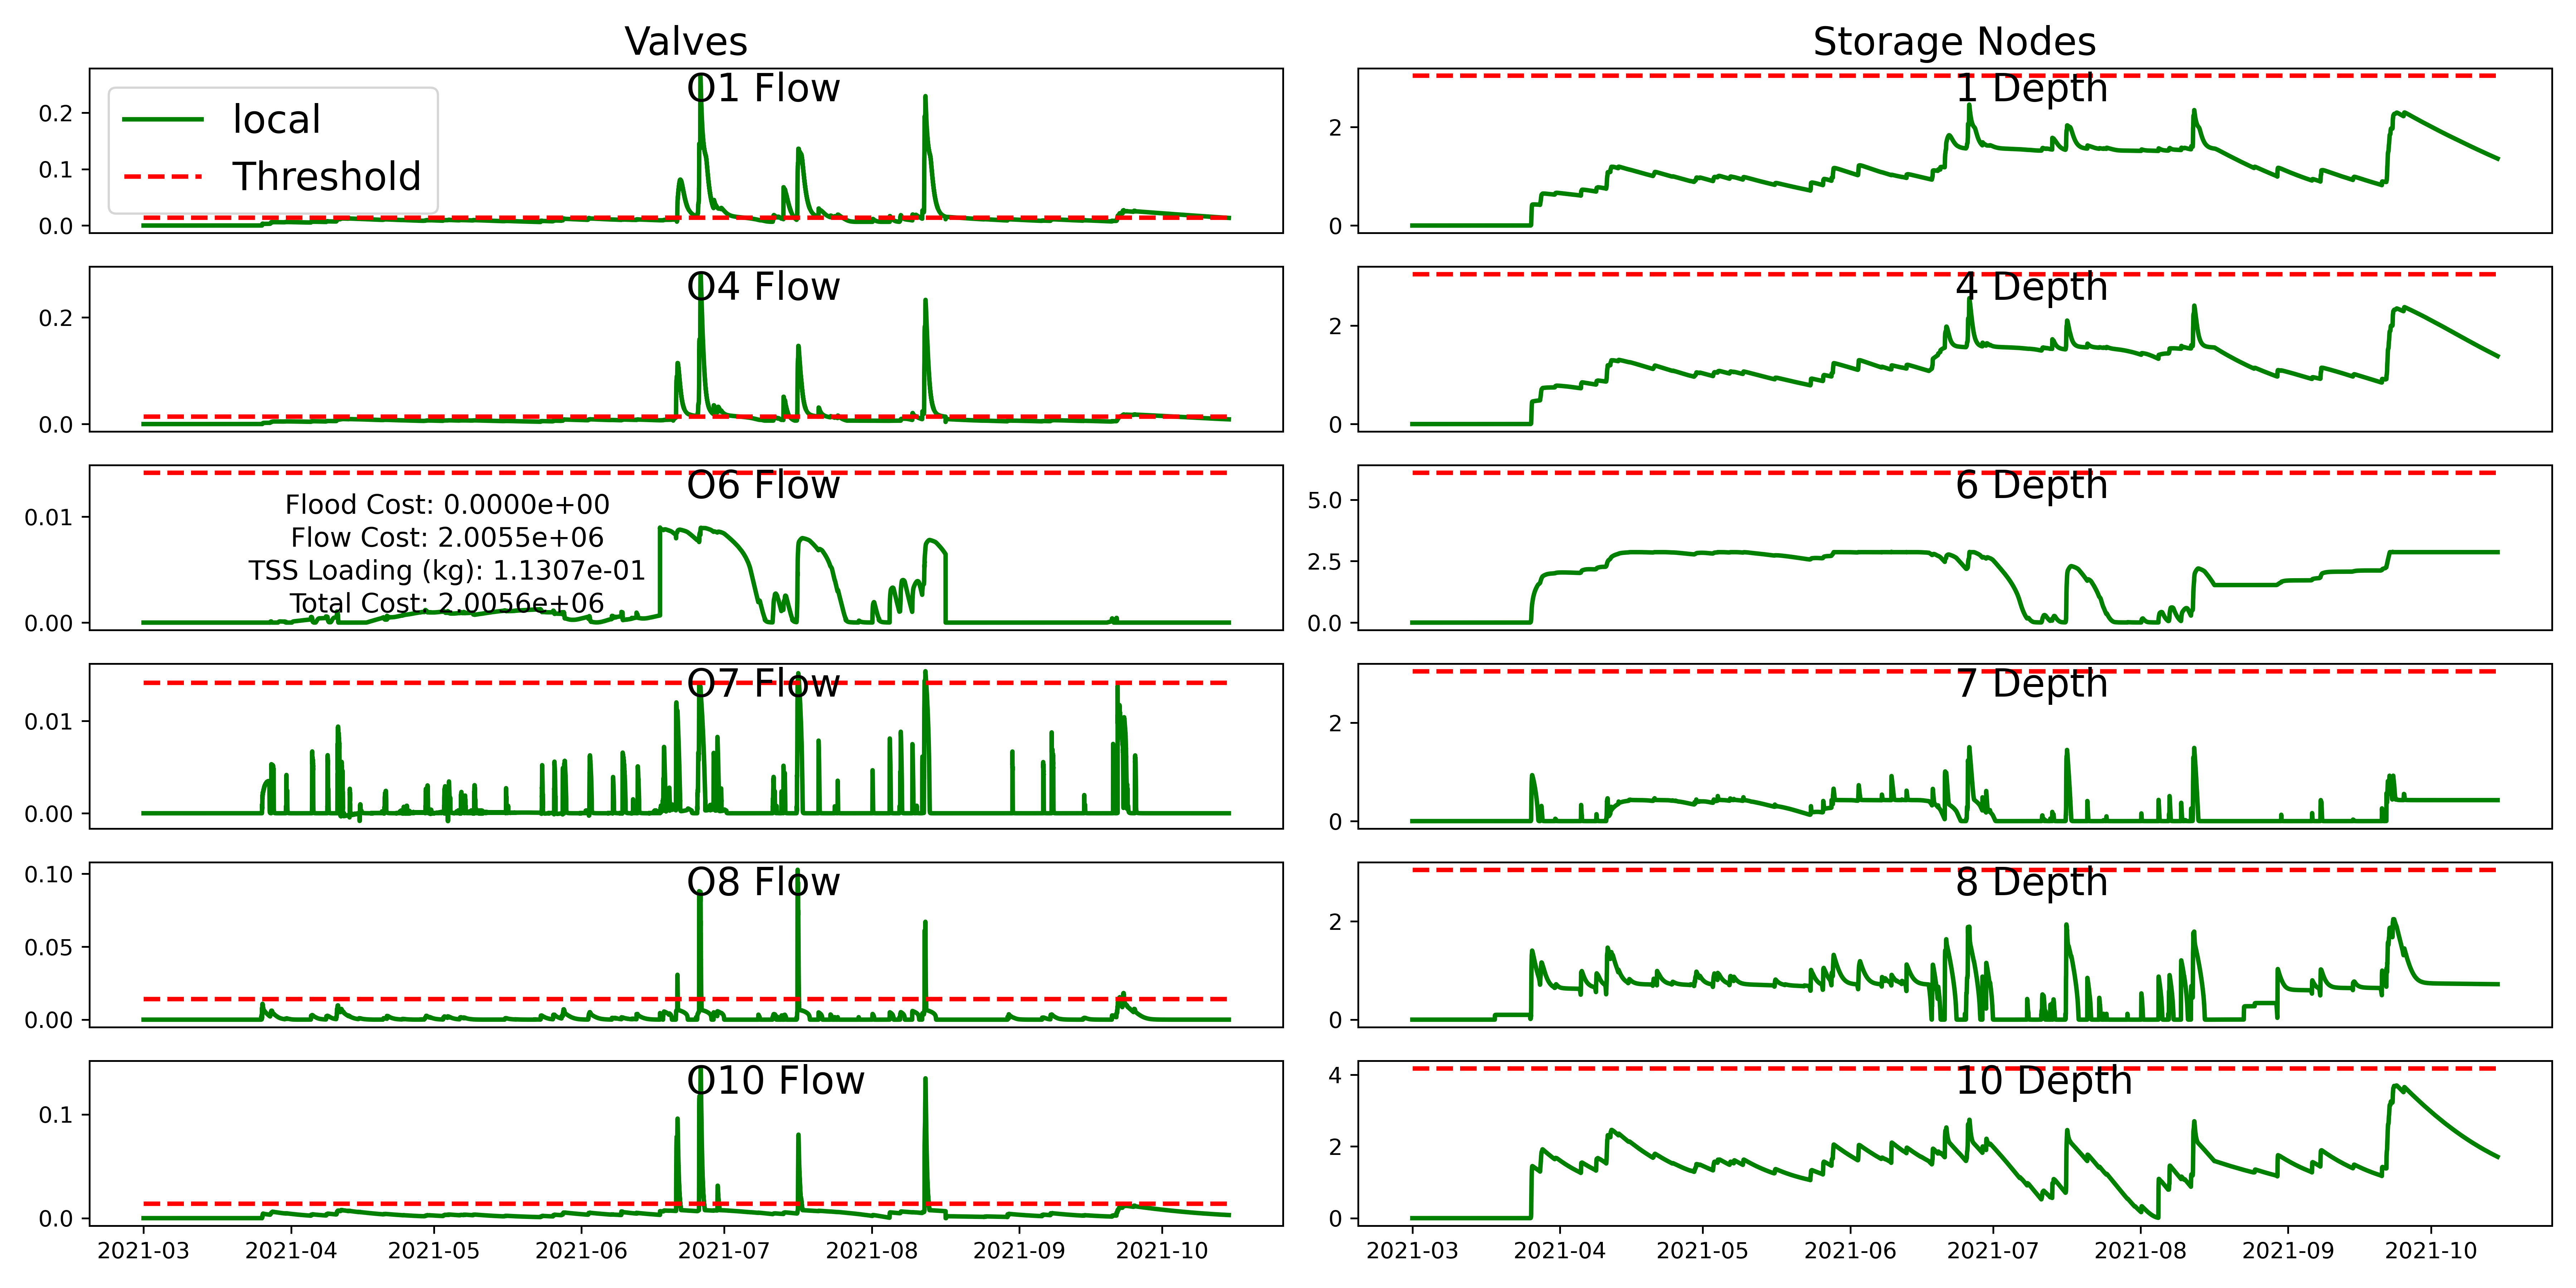 Valves
O1 Flow
local
Threshold
0.2
0.1
0.0
O4 Flow
0.2
0.0
O6 Flow
Flood Cost: 0.0000e+00
Flow Cost: 2.0055e+06
TSS Loading (kg): 1.1307e-01
Total Cost: 2.0056e+06
0.01
0.00
O7 Flow
0.01
0.00
O8 Flow
0.10
0.05
0.00
O10 Flow
0.1
0.0
2021-03 2021-04 2021-05 2021-06 2021-07 2021-08 2021-09 2021-10
Storage Nodes
1 Depth
2
0
4 Depth
2
0
6 Depth
5.0
2.5
0.0
7 Depth
2
0
8 Depth
2
0
10 Depth
4
2
0
2021-03 2021-04 2021-05 2021-06 2021-07 2021-08 2021-09 2021-10